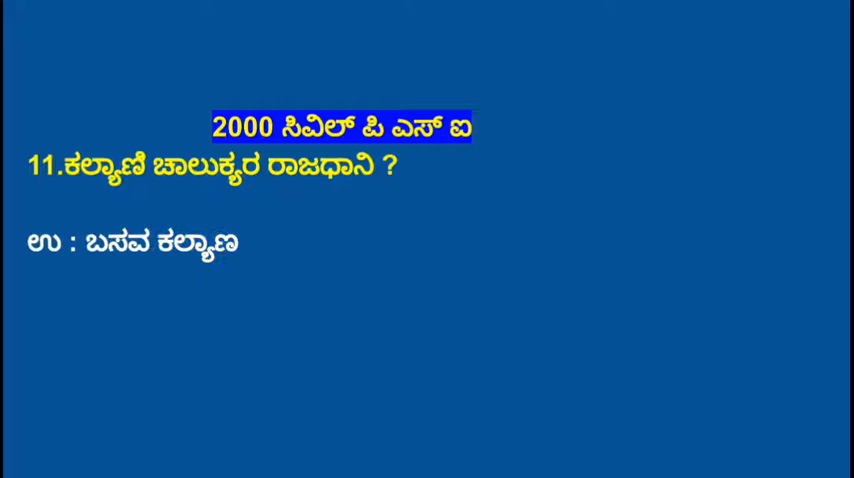 2000 ಸಿವಿಲ್ ಪಿ ಎಸ್ ಐ
11.ಕಲ್ಯಾಣಿ ಚಾಲುಕ್ಯರ ರಾಜಧಾನಿ ?
ಉ : ಬಸವ ಕಲ್ಯಾಣ